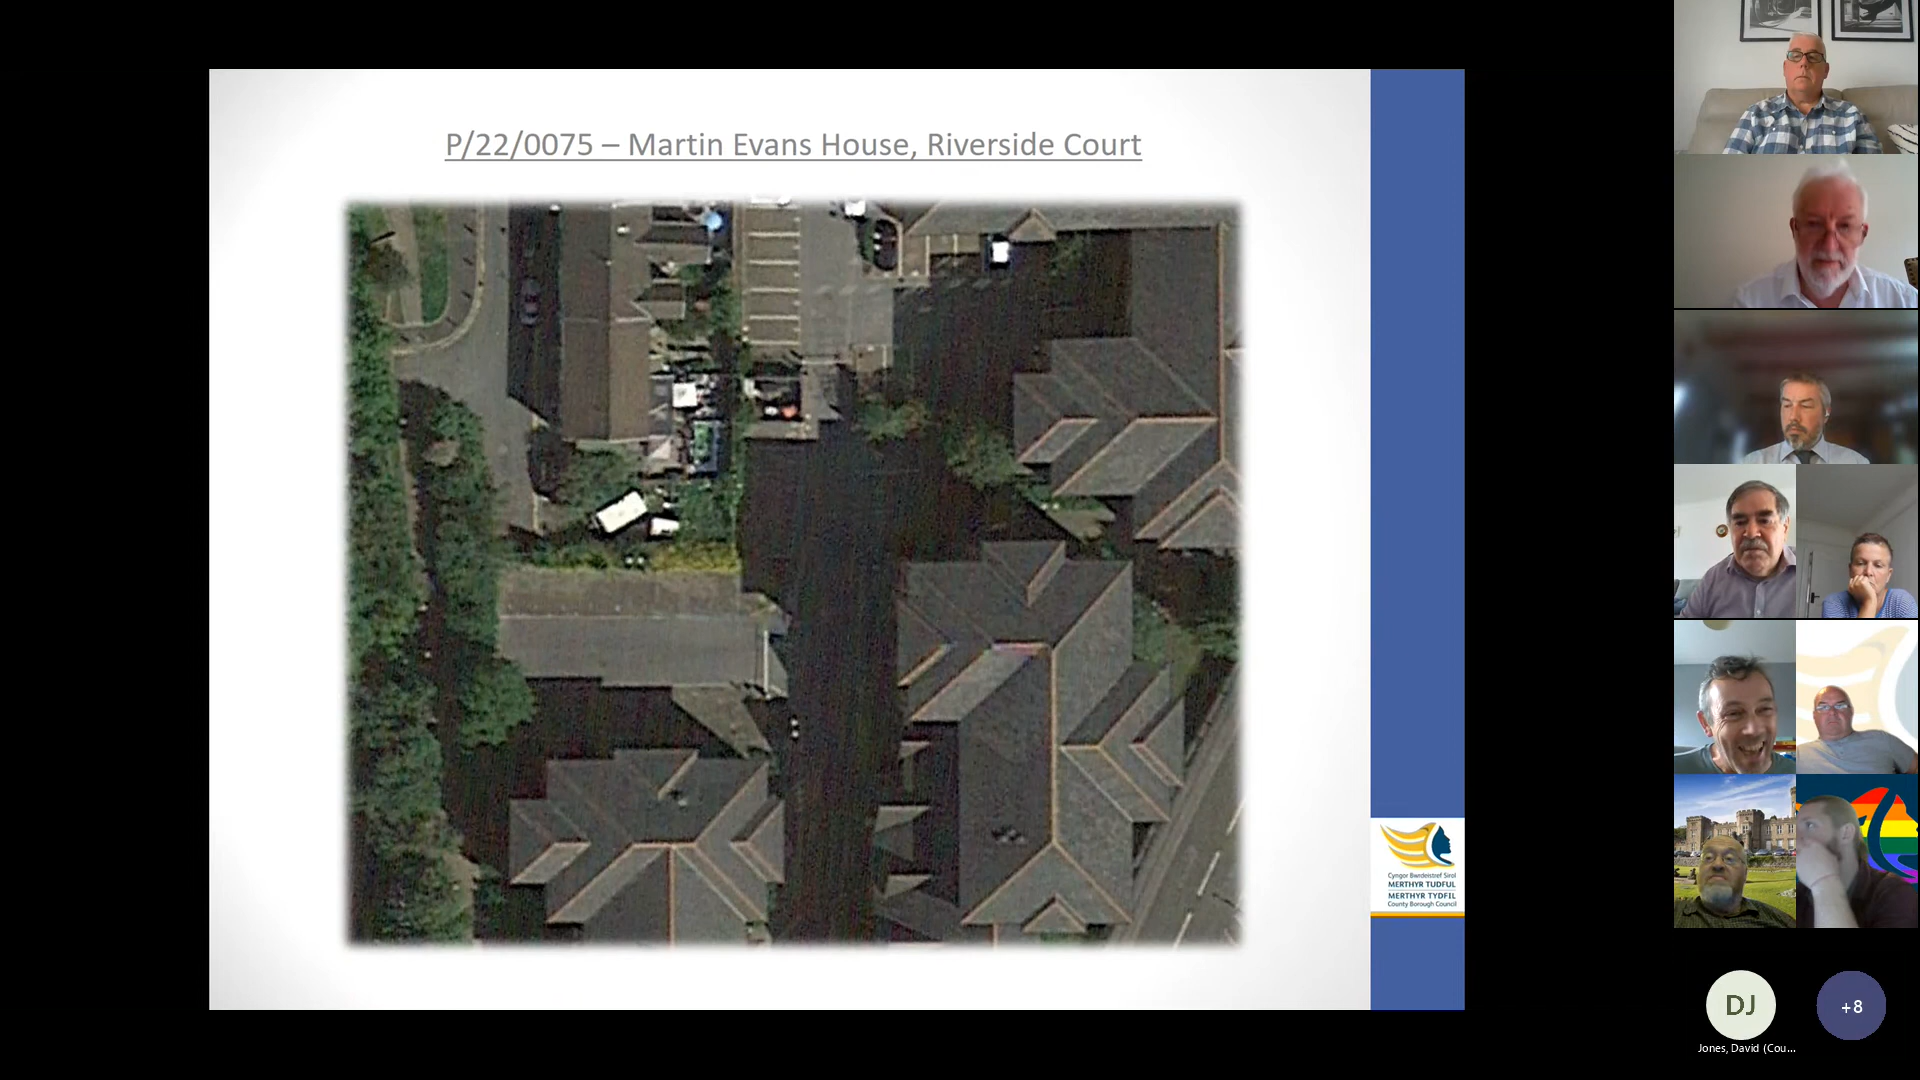 P/22/0075 – Martin Evans House, Riverside Court
Cyngor Bwrdeistref Sirol
MERTHYR TUDFUL
MERTHYR TYDFIL
County Borough Council
DJ
+8
Jones, David (Cou...